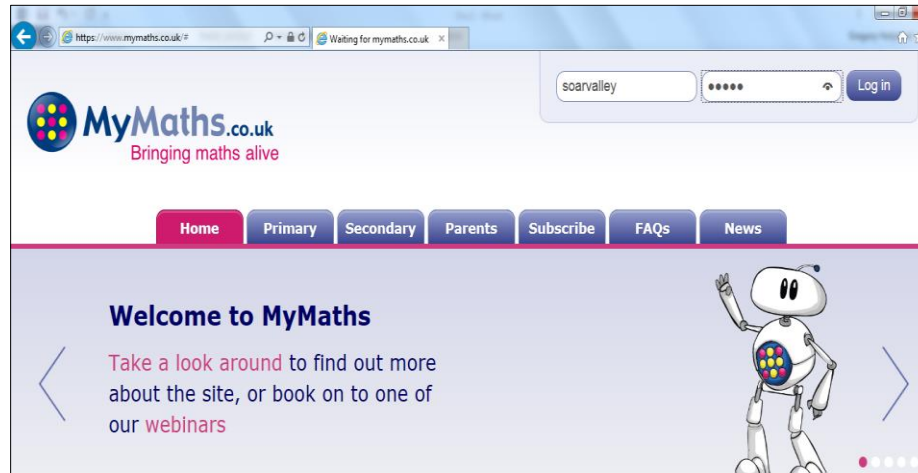 https://www.mymaths.co.uk/#
Waiting for mymaths.co.uk
soarvalley
•••••
Log in
MyMaths.co.uk
Bringing maths alive
Home
Primary
Secondary
Parents
Subscribe
FAQs
News
Welcome to MyMaths
Take a look around to find out more
about the site, or book on to one of
our webinars